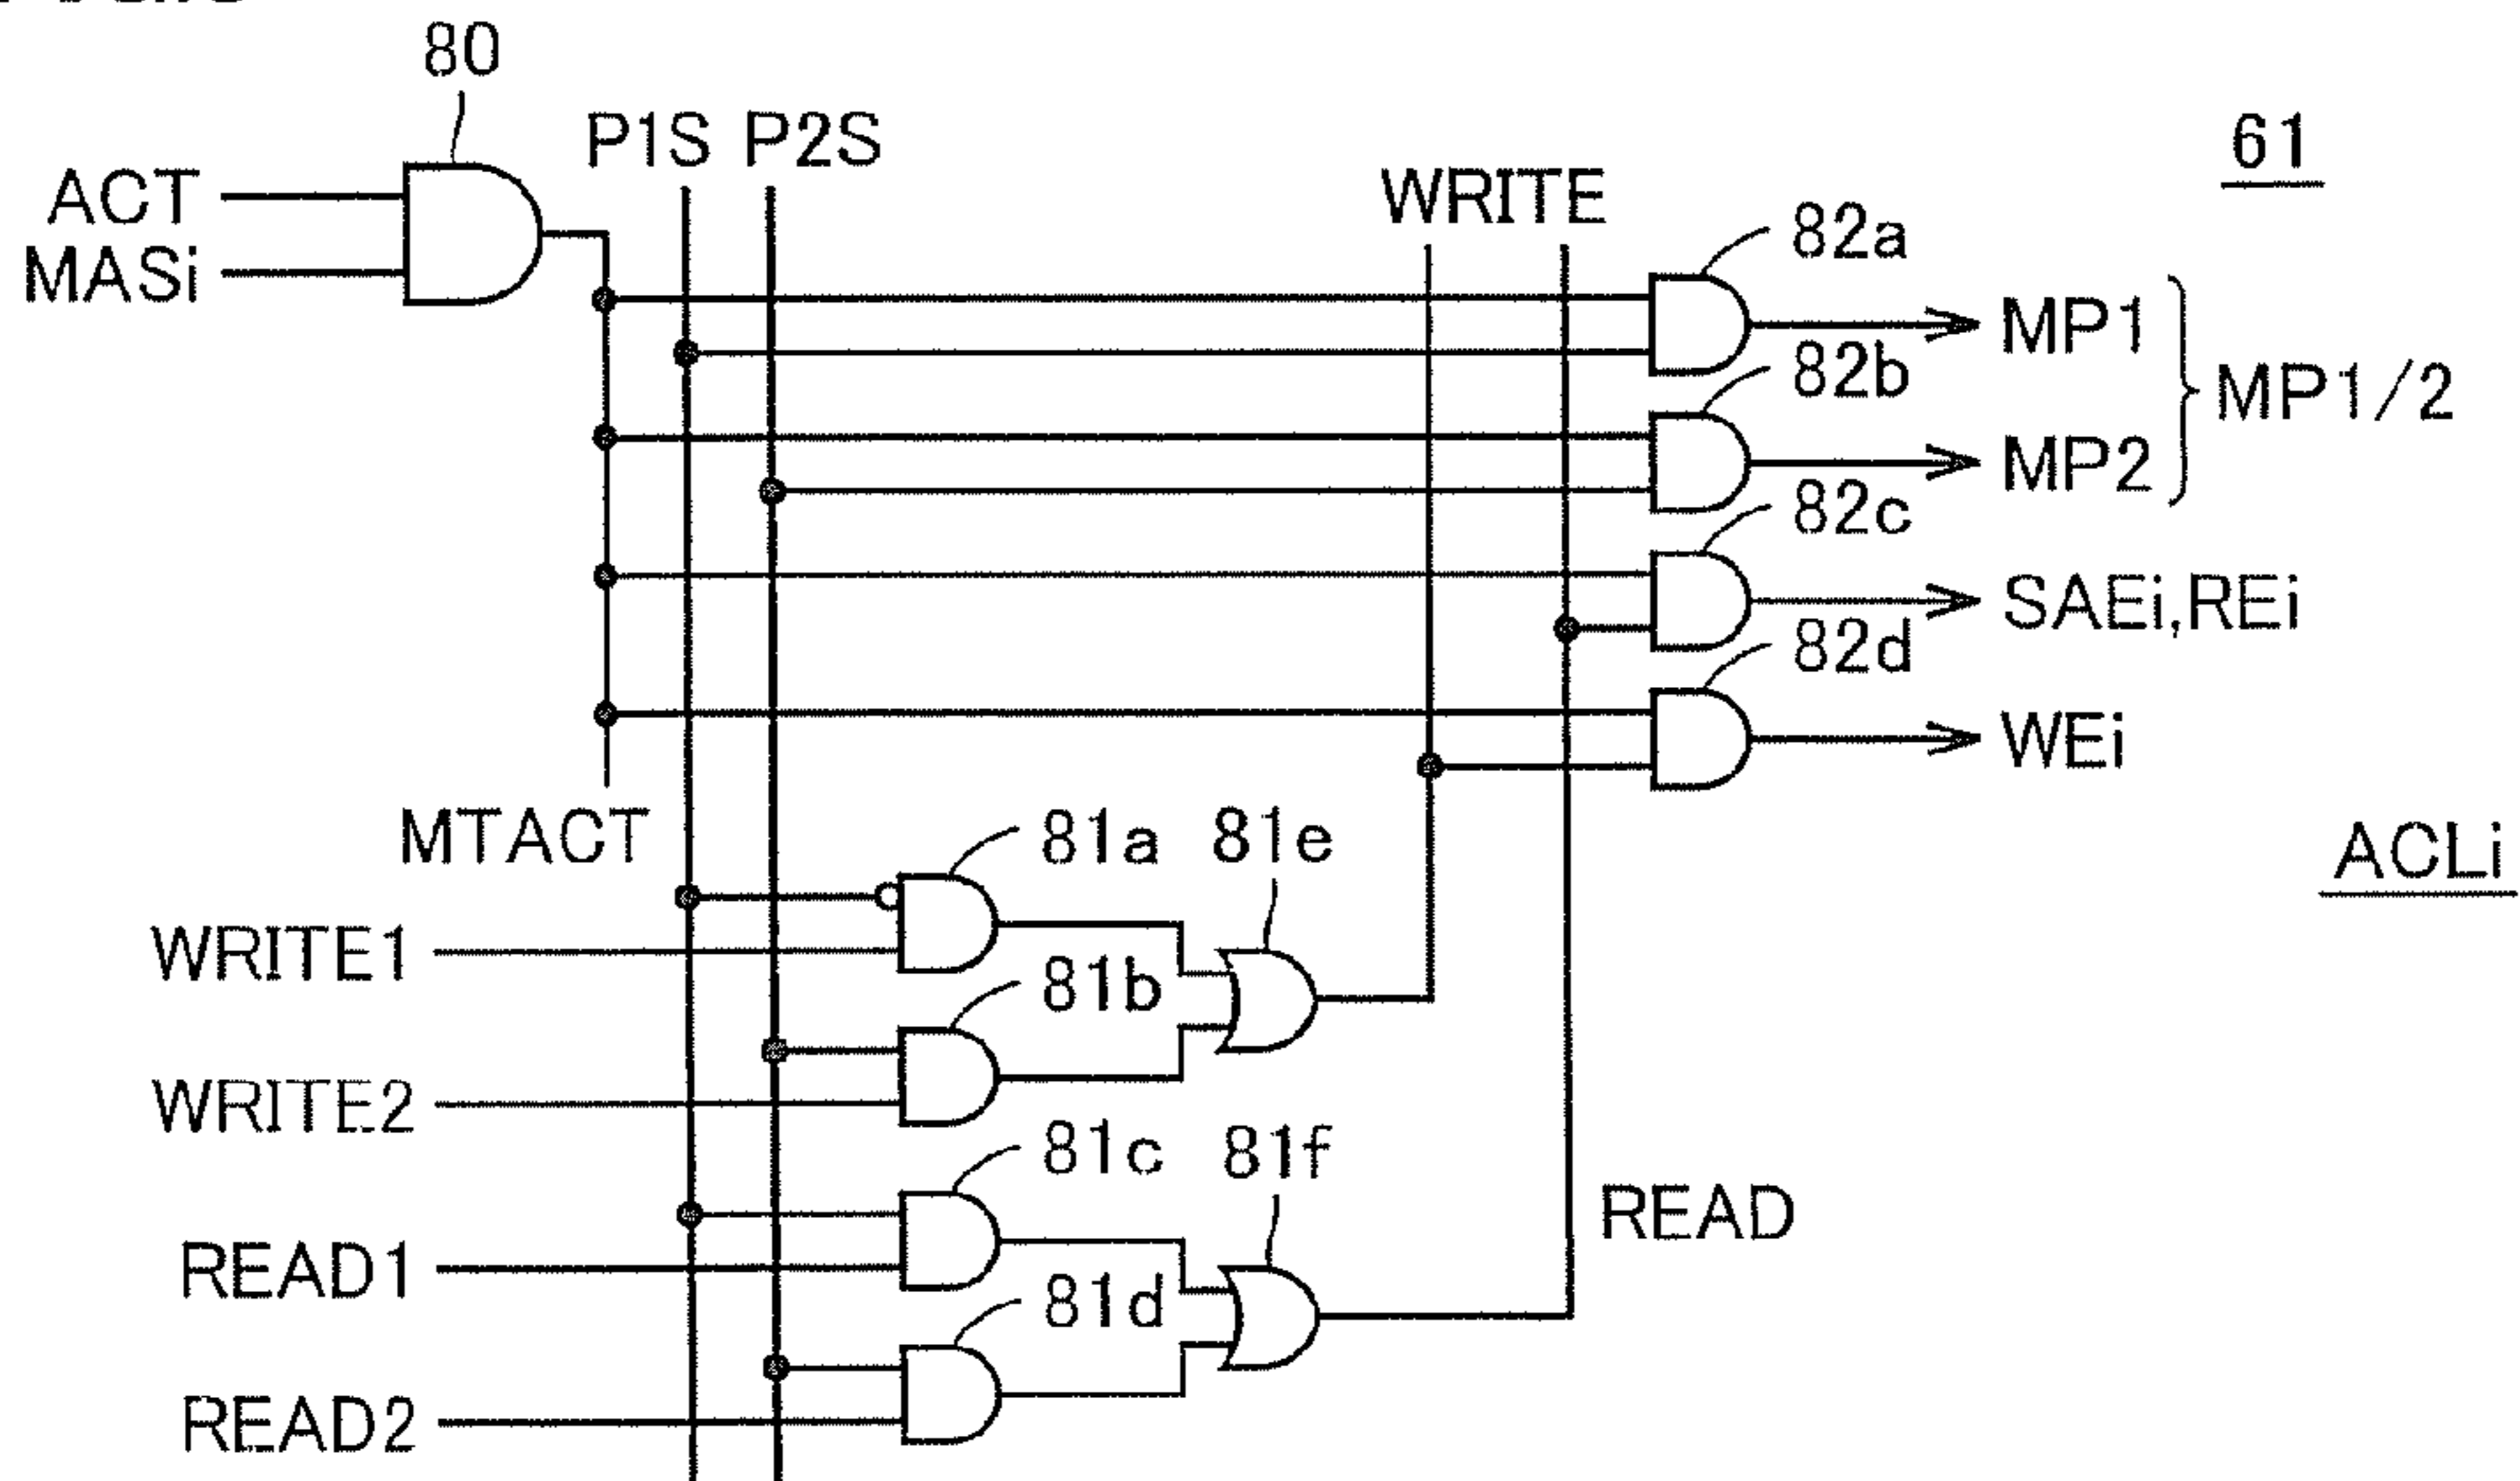 80
P1S P2S
61
ACT
WRITE
82a
MASi
MP1
82b
MP1/2
MP2
82c
SAEi,REi
82d
WEi
MTACT
81a
81e
ACLi
WRITE1
81b
WRITE2
81c
81f
READ
READ1
81d
READ2